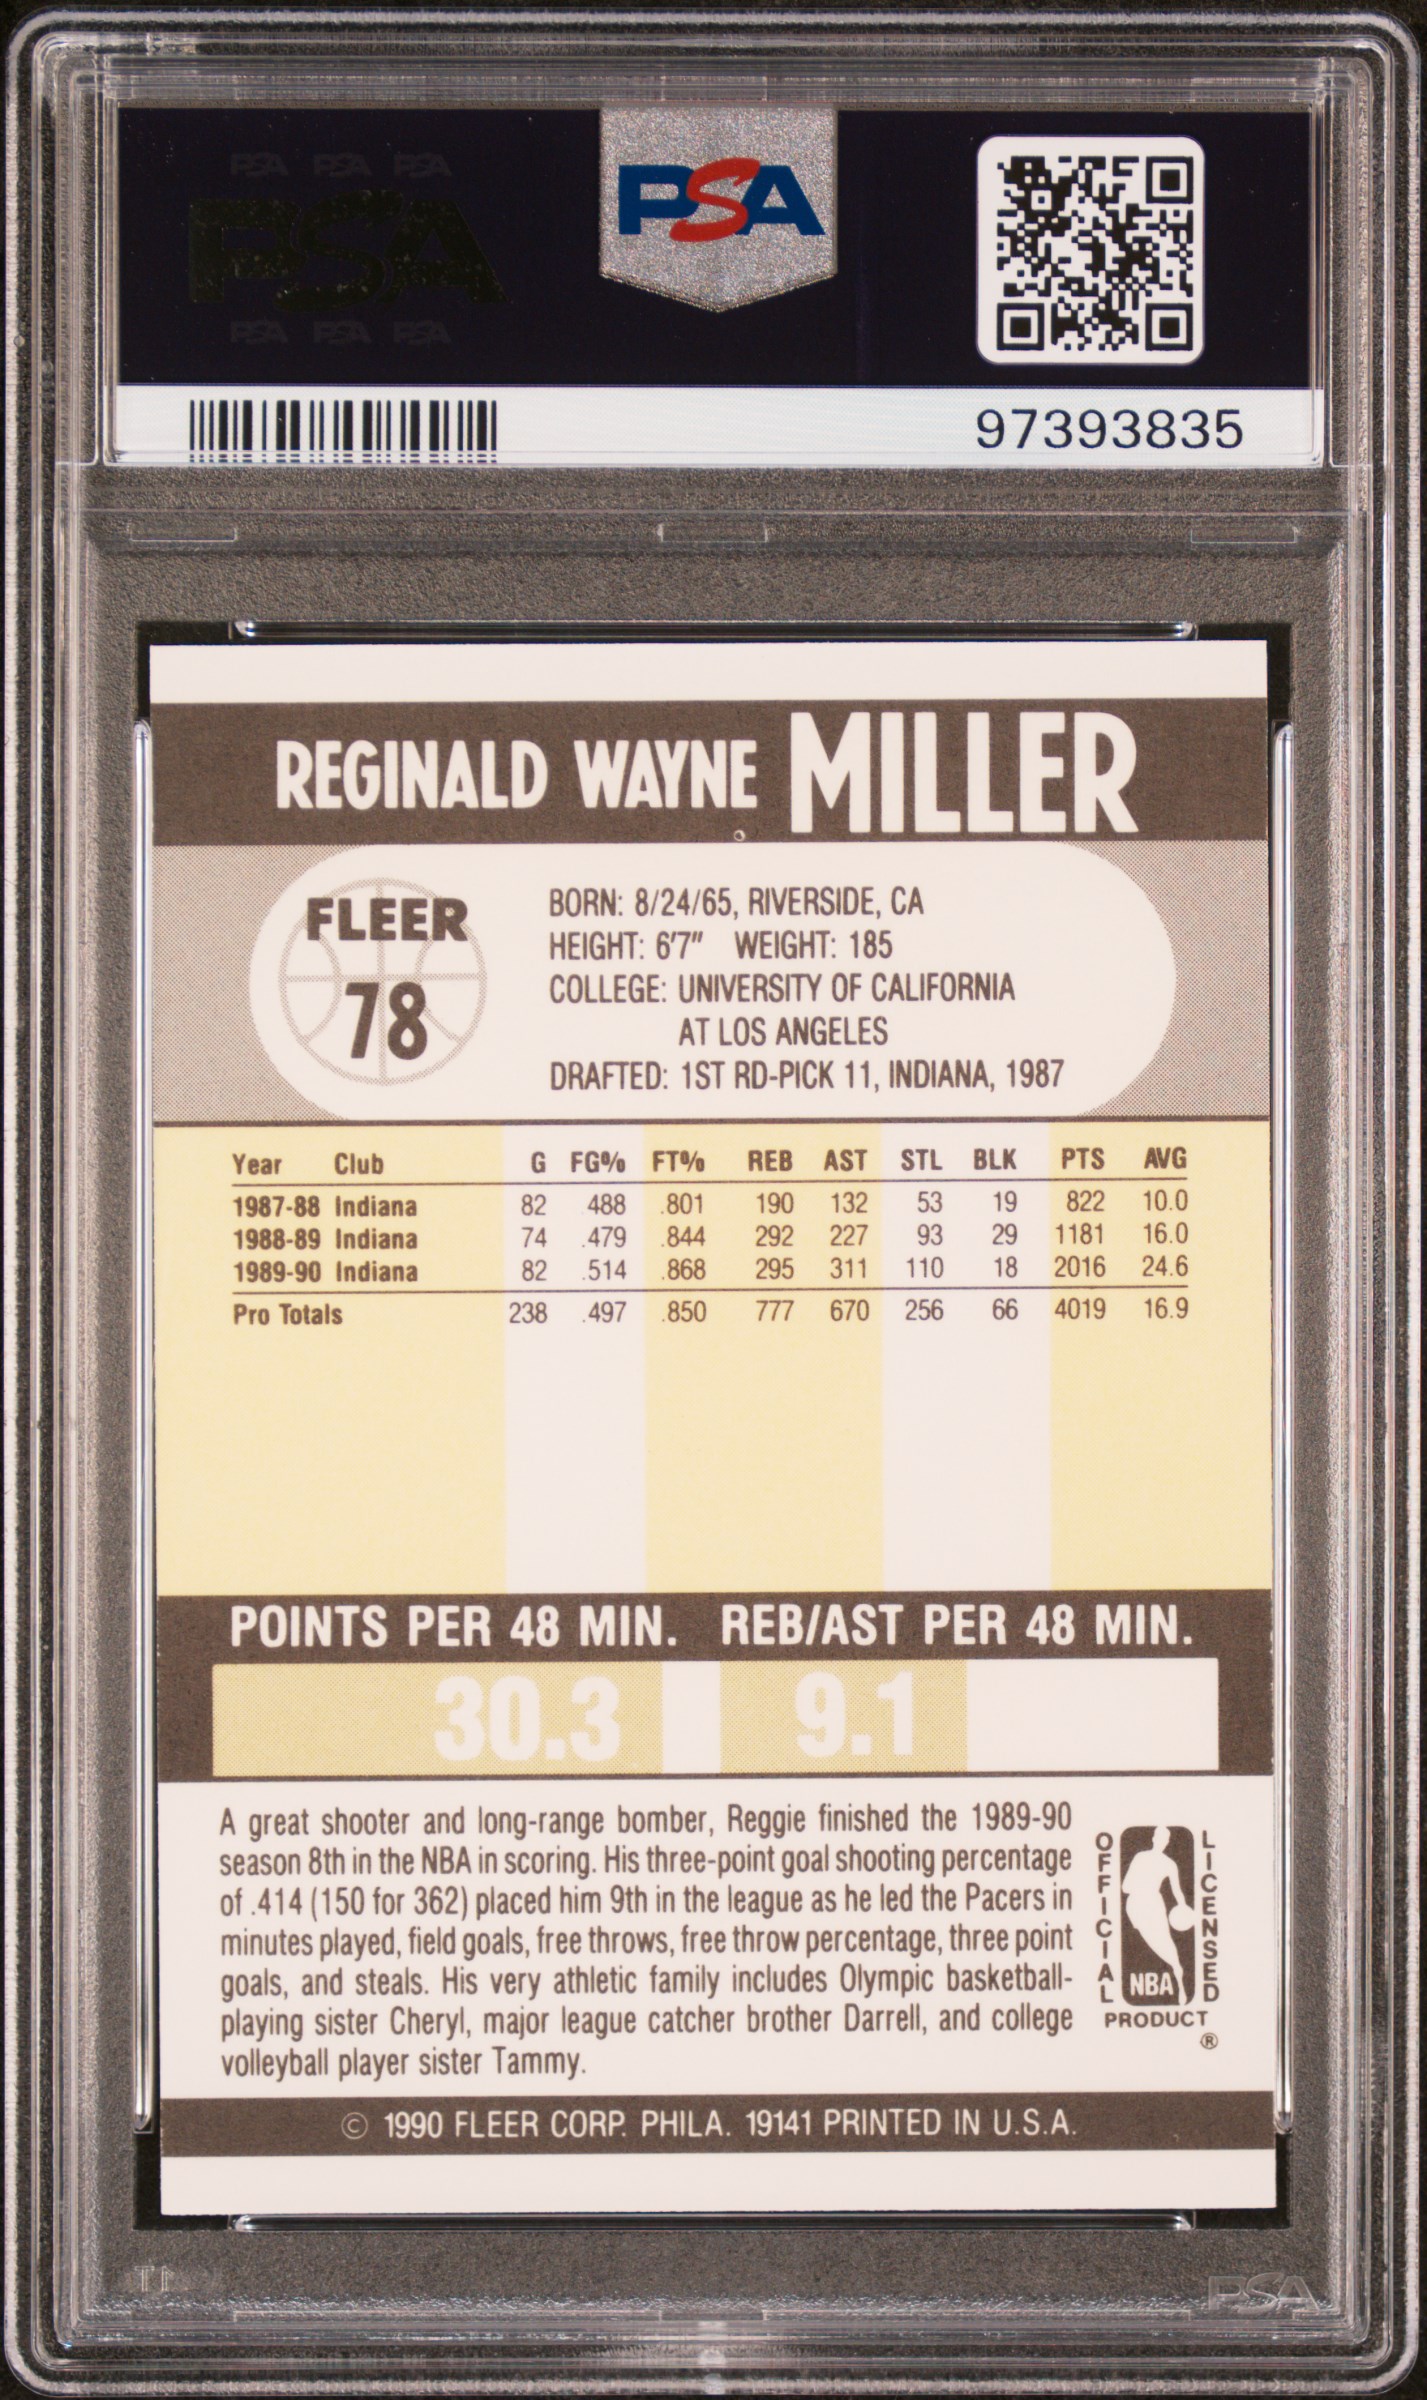 PSA PSA PSA
PSA
PSA PSA PSA
PSA
97393835
REGINALD WAYNE MILLER
FLEER
78
BORN: 8/24/65, RIVERSIDE, CA
HEIGHT: 6'7" WEIGHT: 185
COLLEGE: UNIVERSITY OF CALIFORNIA
AT LOS ANGELES
DRAFTED: 1ST RD-PICK 11, INDIANA, 1987
Year Club G FG% FT% REB AST STL BLK PTS AVG
1987-88 Indiana 82 .488 .801 190 132 53 19 822 10.0
1988-89 Indiana 74 .479 .844 292 227 93 29 1181 16.0
1989-90 Indiana 82 .514 .868 295 311 110 18 2016 24.6
Pro Totals 238 .497 .850 777 670 256 66 4019 16.9
POINTS PER 48 MIN. REB/AST PER 48 MIN.
30.3 9.1
A great shooter and long-range bomber, Reggie finished the 1989-90
season 8th in the NBA in scoring. His three-point goal shooting percentage
of .414 (150 for 362) placed him 9th in the league as he led the Pacers in
minutes played, field goals, free throws, free throw percentage, three point
goals, and steals. His very athletic family includes Olympic basketball-
playing sister Cheryl, major league catcher brother Darrell, and college
volleyball player sister Tammy.
OFFICIAL LICENSED
NBA
PRODUCT
®
© 1990 FLEER CORP. PHILA. 19141 PRINTED IN U.S.A.
PSA